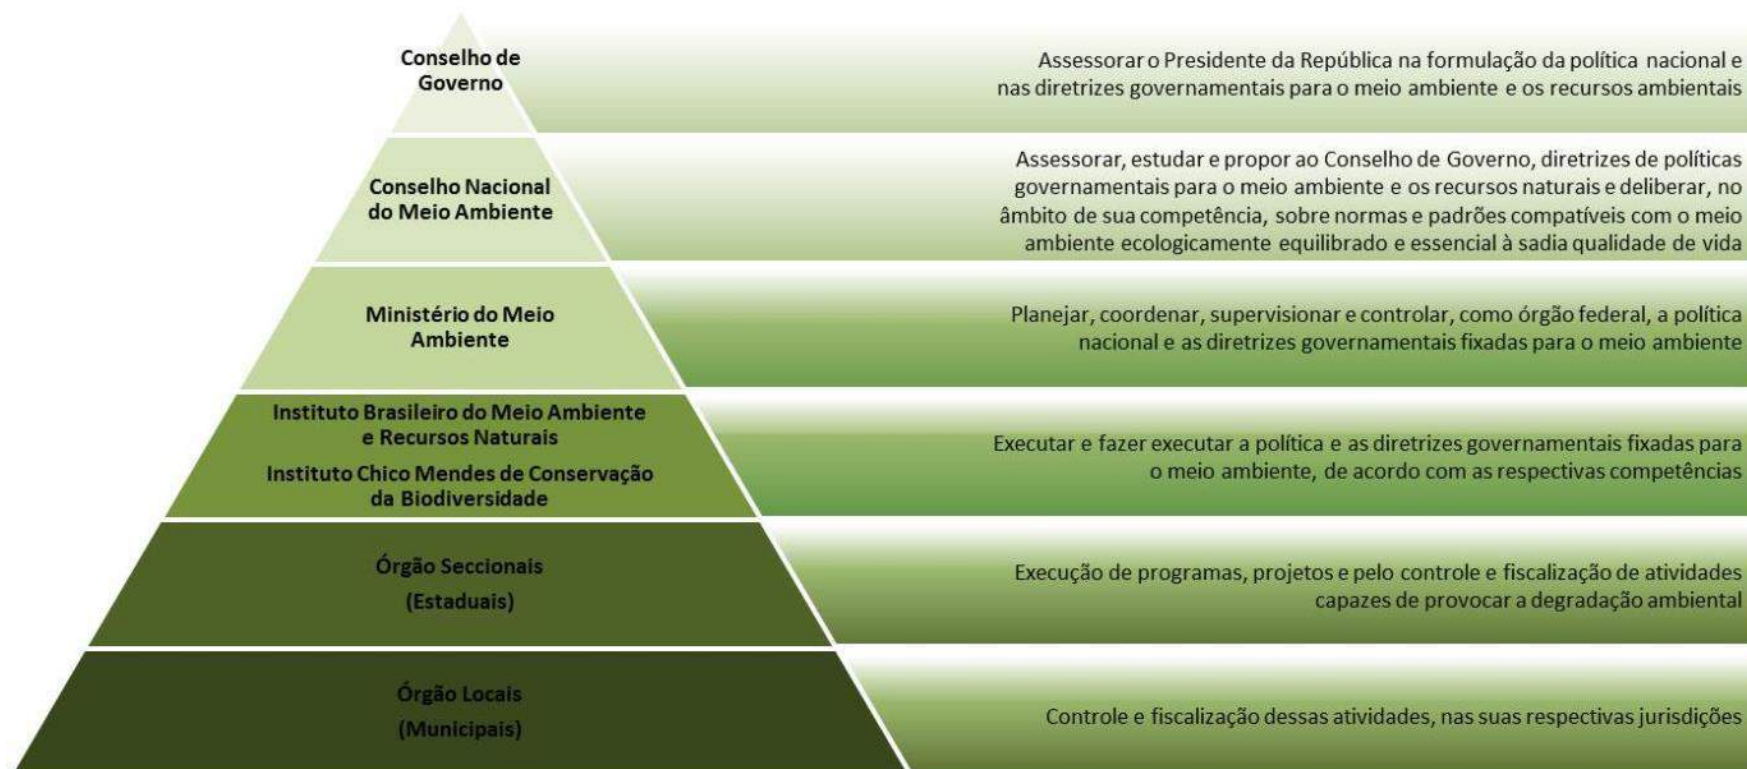 Conselho de
Governo
Assessorar o Presidente da República na formulação da política nacional e
nas diretrizes governamentais para o meio ambiente e os recursos ambientais
Conselho Nacional
do Meio Ambiente
Assessorar, estudar e propor ao Conselho de Governo, diretrizes de políticas
governamentais para o meio ambiente e os recursos naturais e deliberar, no
âmbito de sua competência, sobre normas e padrões compatíveis com o meio
ambiente ecologicamente equilibrado e essencial à sadia qualidade de vida
Ministério do Meio
Ambiente
Planejar, coordenar, supervisionar e controlar, como órgão federal, a política
nacional e as diretrizes governamentais fixadas para o meio ambiente
Instituto Brasileiro do Meio Ambiente
e Recursos Naturais
Instituto Chico Mendes de Conservação
da Biodiversidade
Executar e fazer executar a política e as diretrizes governamentais fixadas para
o meio ambiente, de acordo com as respectivas competências
Órgão Seccionais
(Estaduais)
Execução de programas, projetos e pelo controle e fiscalização de atividades
capazes de provocar a degradação ambiental
Órgão Locais
(Municipais)
Controle e fiscalização dessas atividades, nas suas respectivas jurisdições